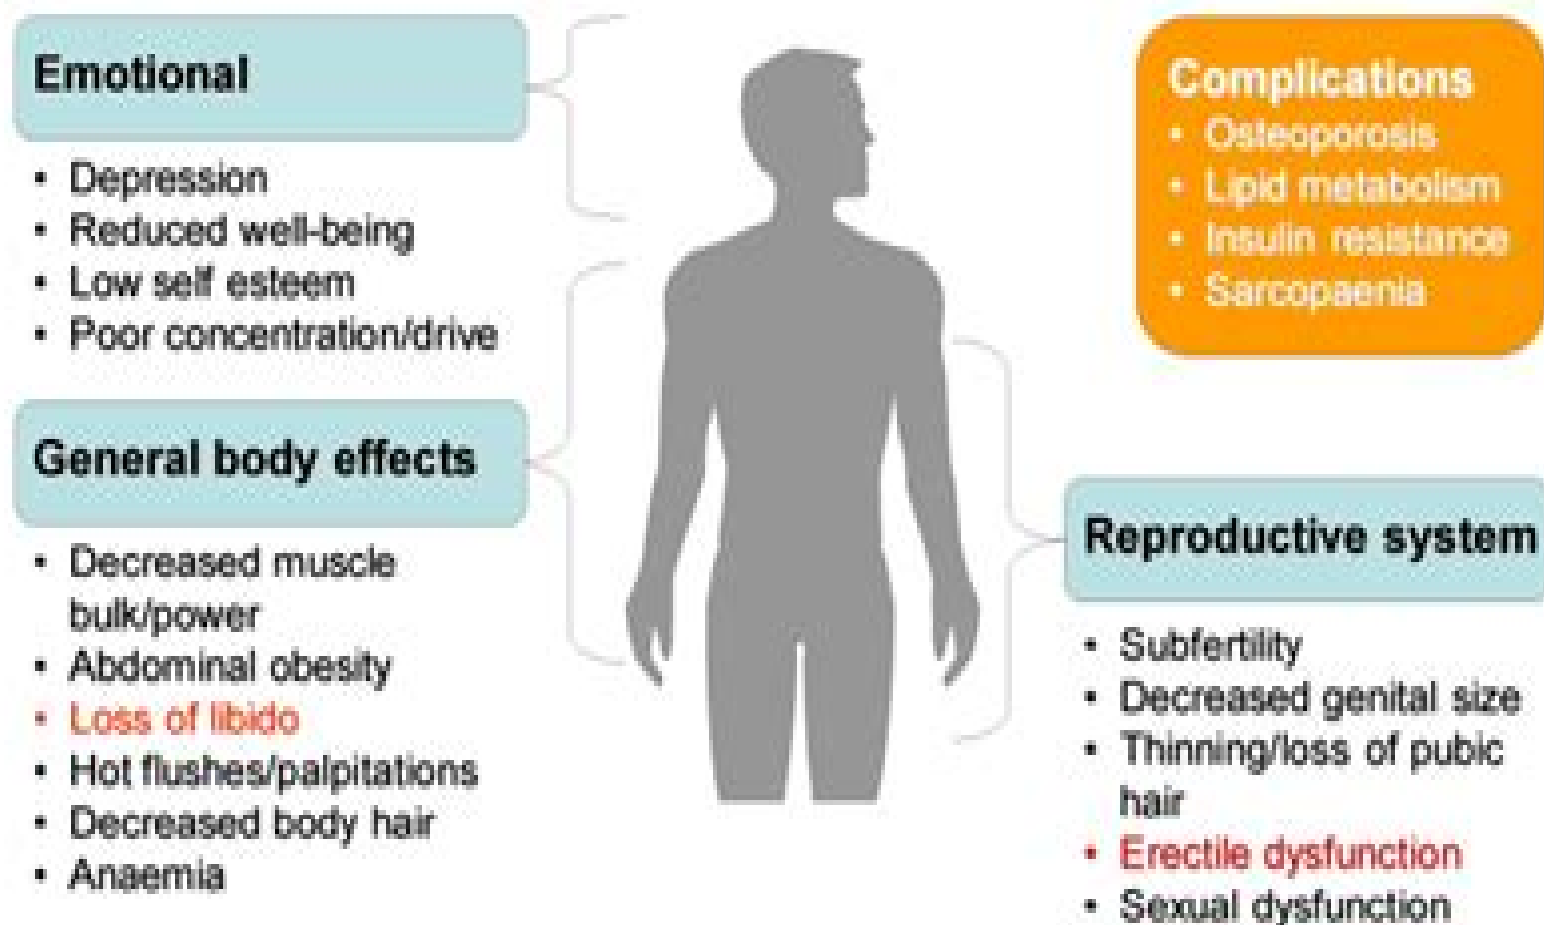 Emotional
• Depression
• Reduced well-being
• Low self esteem
• Poor concentration/drive
General body effects
• Decreased muscle
bulk/power
• Abdominal obesity
• Loss of libido
• Hot flushes/palpitations
• Decreased body hair
• Anaemia
Complications
• Osteoporosis
• Lipid metabolism
• Insulin resistance
• Sarcopaenia
Reproductive system
• Subfertility
• Decreased genital size
• Thinning/loss of pubic
hair
• Erectile dysfunction
• Sexual dysfunction